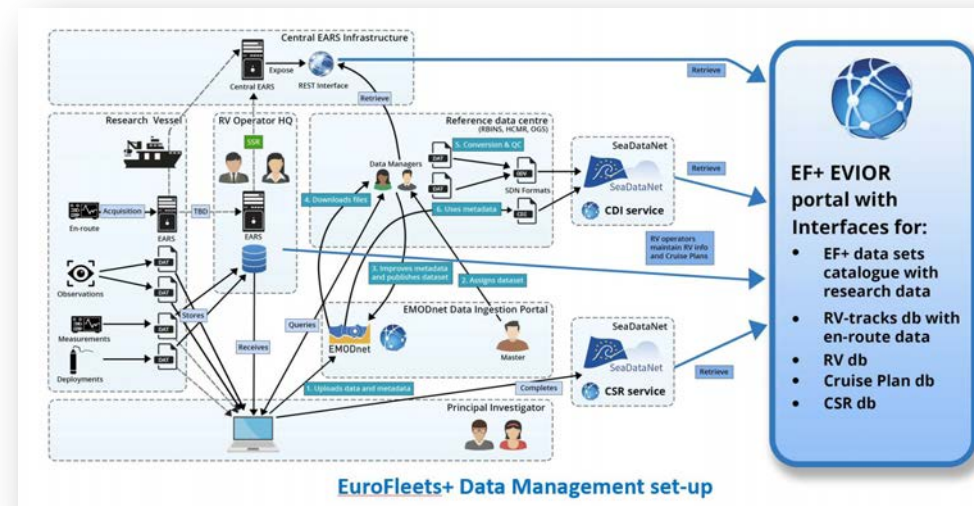 Central EARS Infrastructure
Central EARS
Expose
REST Interface
Retrieve
Retrieve
Research Vessel
RV Operator HQ
SSR
En-route
Acquisition
EARS
TBD
EARS
Observations
DAT
DAT
Stores
Measurements
DAT
Deployments
DAT
Receives
Reference data centre
(RBINS, HCMR, OGS)
Data Managers
5. Conversion & QC
DAT
DAT
ODV
SDN Formats
4. Downloads files
6. Uses metadata
CDI
SeaDataNet
SeaDataNet
CDI service
Retrieve
RV operators
maintain RV info
and Cruise Plans
3. Improves metadata
and publishes dataset
2. Assigns dataset
EMODnet Data Ingestion Portal
Queries
EMODnet
Master
1. Uploads data and metadata
Completes
SeaDataNet
SeaDataNet
CSR service
Retrieve
Principal Investigator
EF+ EVIOR
portal with
Interfaces for:
• EF+ data sets
catalogue with
research data
• RV-tracks db with
en-route data
• RV db
• Cruise Plan db
• CSR db
EuroFleets+ Data Management set-up